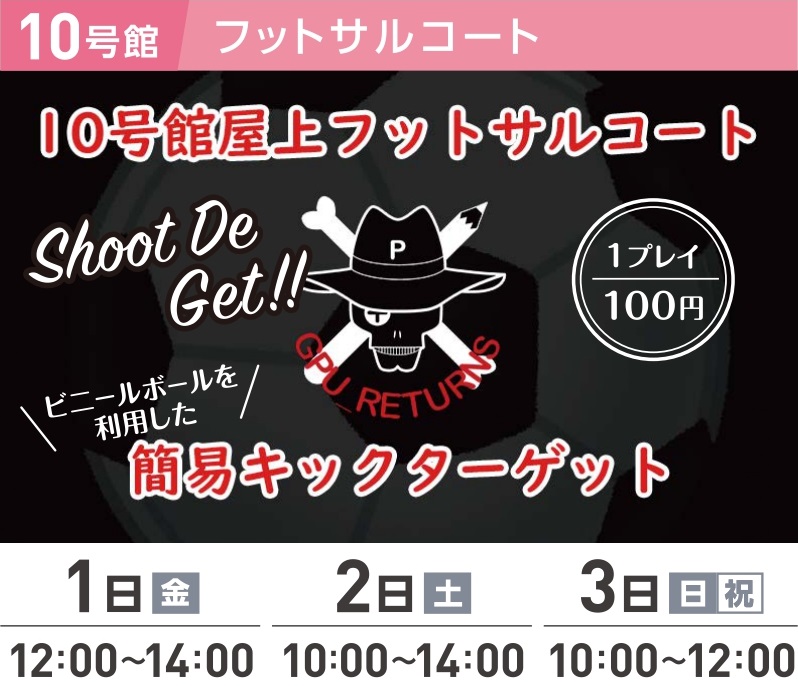 10号館 フットサルコート
10号館屋上フットサルコート
Shoot De
Get!!
P
T
GPU_RETURNS
1プレイ
100円
ビニールボールを
利用した
簡易キックターゲット
1日 金
12:00〜14:00
2日 土
10:00〜14:00
3日 日 祝
10:00〜12:00